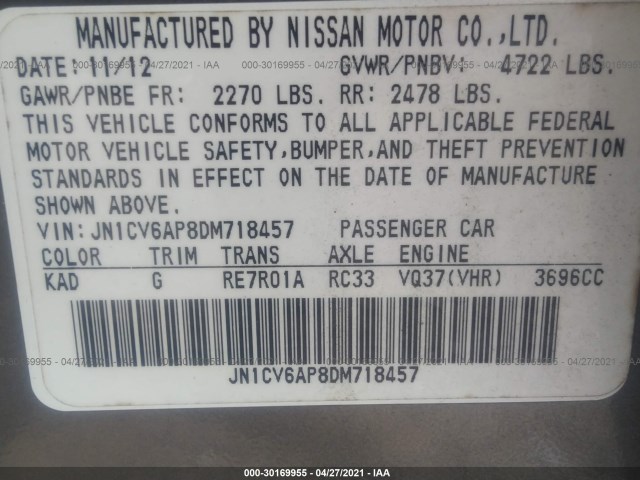 MANUFACTURED BY NISSAN MOTOR CO.,LTD.
DATE: 11/12 GVWR/PNBV: 4722 LBS.
GAWR/PNBE FR: 2270 LBS. RR: 2478 LBS.
THIS VEHICLE CONFORMS TO ALL APPLICABLE FEDERAL
MOTOR VEHICLE SAFETY,BUMPER,AND THEFT PREVENTION
STANDARDS IN EFFECT ON THE DATE OF MANUFACTURE
SHOWN ABOVE.
VIN: JN1CV6AP8DM718457 PASSENGER CAR
COLOR TRIM TRANS AXLE ENGINE
KAD G RE7R01A RC33 VQ37(VHR) 3696CC
JN1CV6AP8DM718457
000-30169955 - 04/27/2021 - IAA